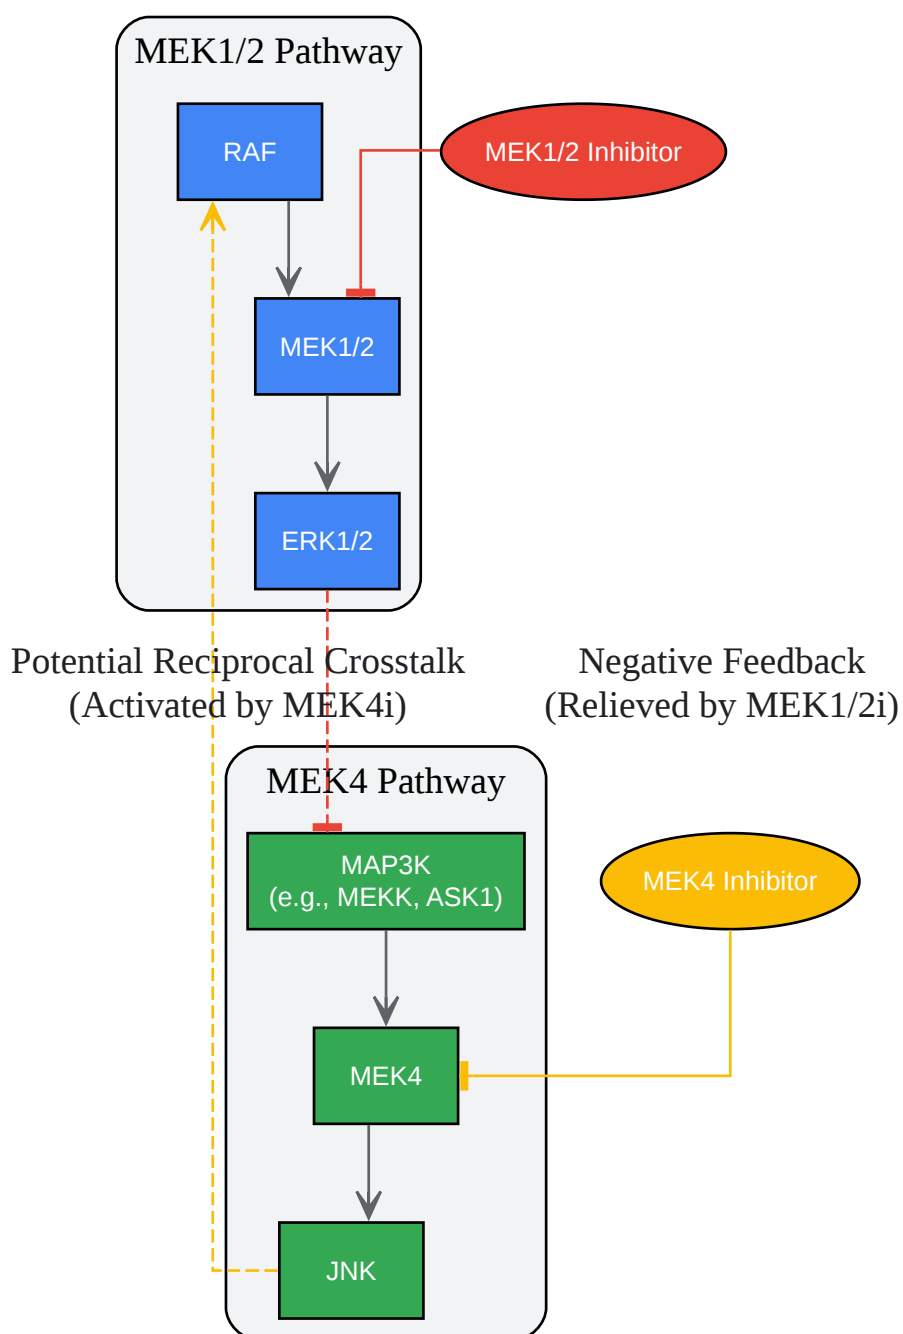 MEK1/2 Pathway
RAF
MEK1/2 Inhibitor
MEK1/2
ERK1/2
Potential Reciprocal Crosstalk
(Activated by MEK4i)
Negative Feedback
(Relieved by MEK1/2i)
MEK4 Pathway
MAP3K
(e.g., MEKK, ASK1)
MEK4 Inhibitor
MEK4
JNK